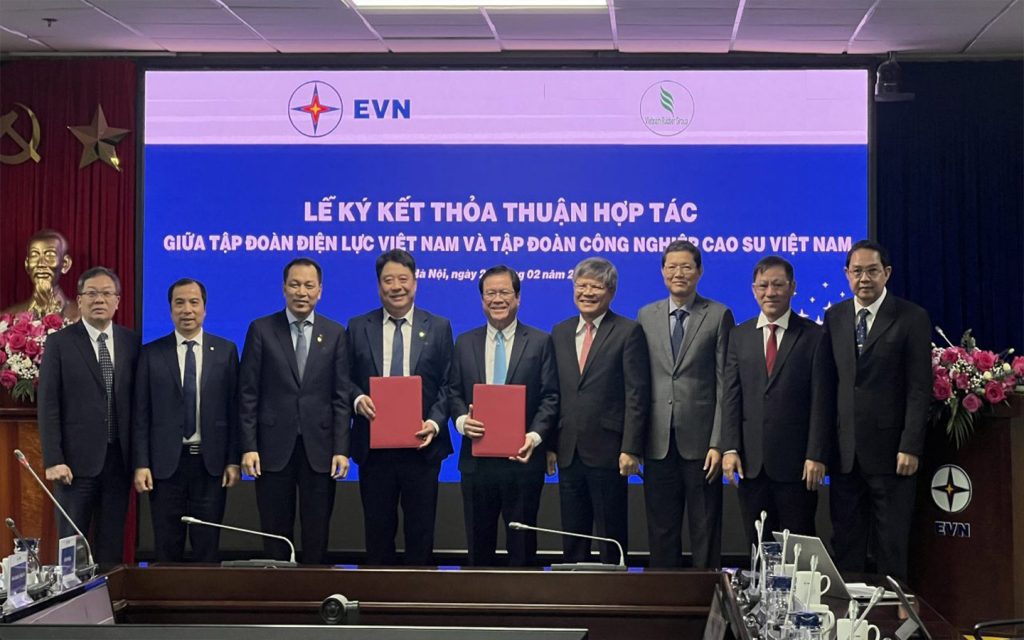 EVN
Vietnam Rubber Group
LỄ KÝ KẾT THỎA THUẬN HỢP TÁC
GIỮA TẬP ĐOÀN ĐIỆN LỰC VIỆT NAM VÀ TẬP ĐOÀN CÔNG NGHIỆP CAO SU VIỆT NAM
Hà Nội, ngày 02 năm
EVN